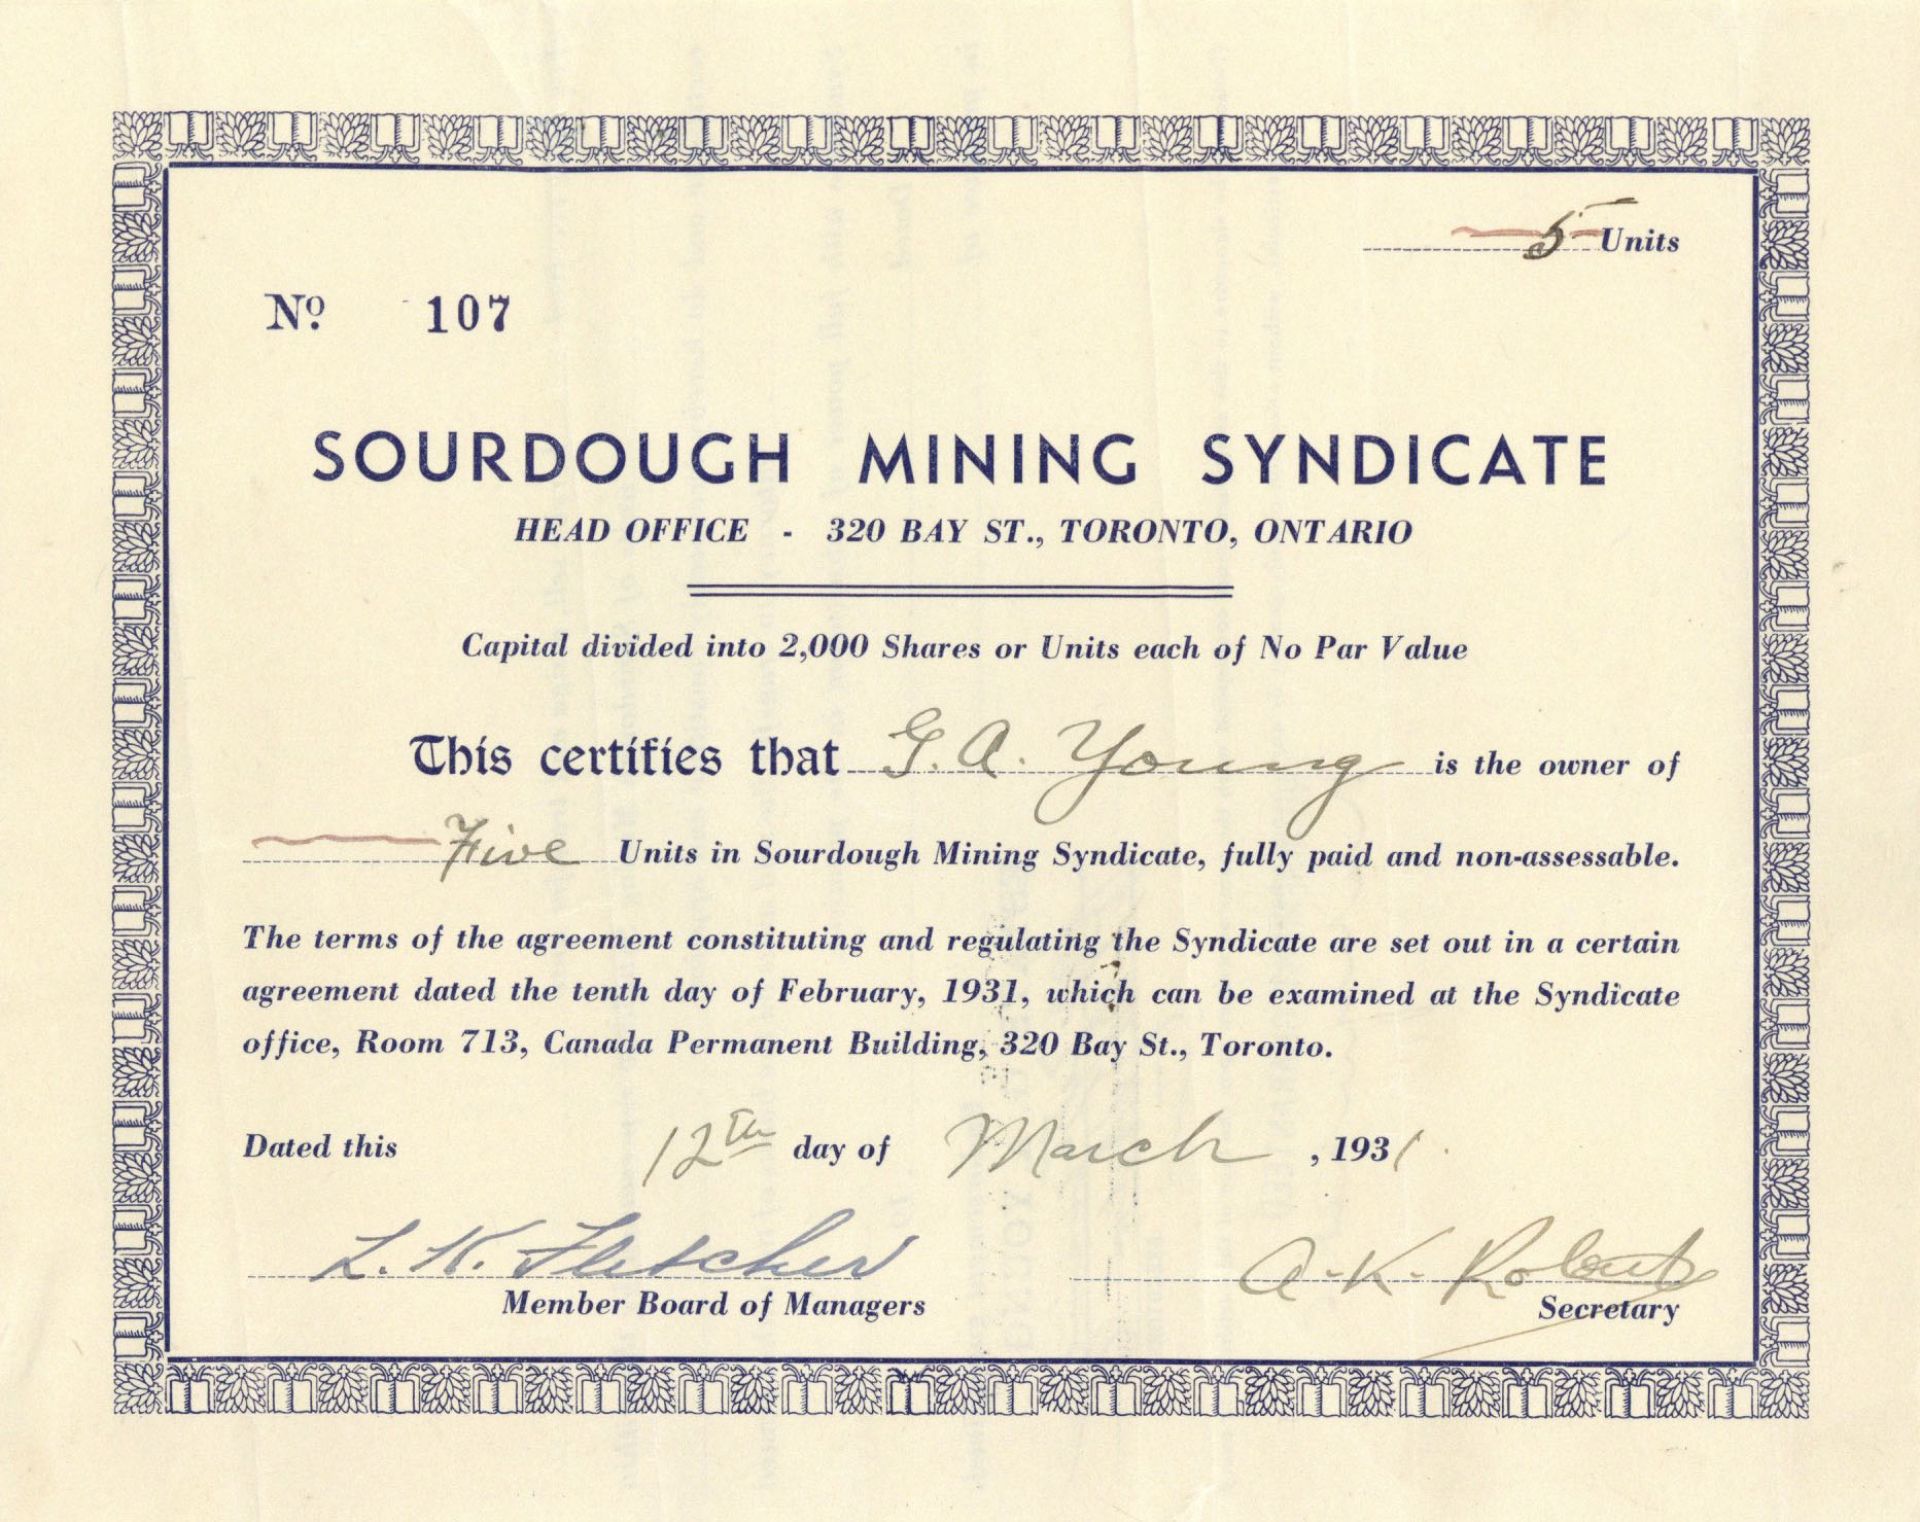 5 Units
No. 107
SOURDOUGH MINING SYNDICATE
HEAD OFFICE - 320 BAY ST., TORONTO, ONTARIO
Capital divided into 2,000 Shares or Units each of No Par Value
This certifies that G. A. Young is the owner of
Five Units in Sourdough Mining Syndicate, fully paid and non-assessable.
The terms of the agreement constituting and regulating the Syndicate are set out in a certain
agreement dated the tenth day of February, 1931, which can be examined at the Syndicate
office, Room 713, Canada Permanent Building, 320 Bay St., Toronto.
Dated this 12th day of March, 1931.
L. K. Fletcher A. K. Roberts
Member Board of Managers Secretary